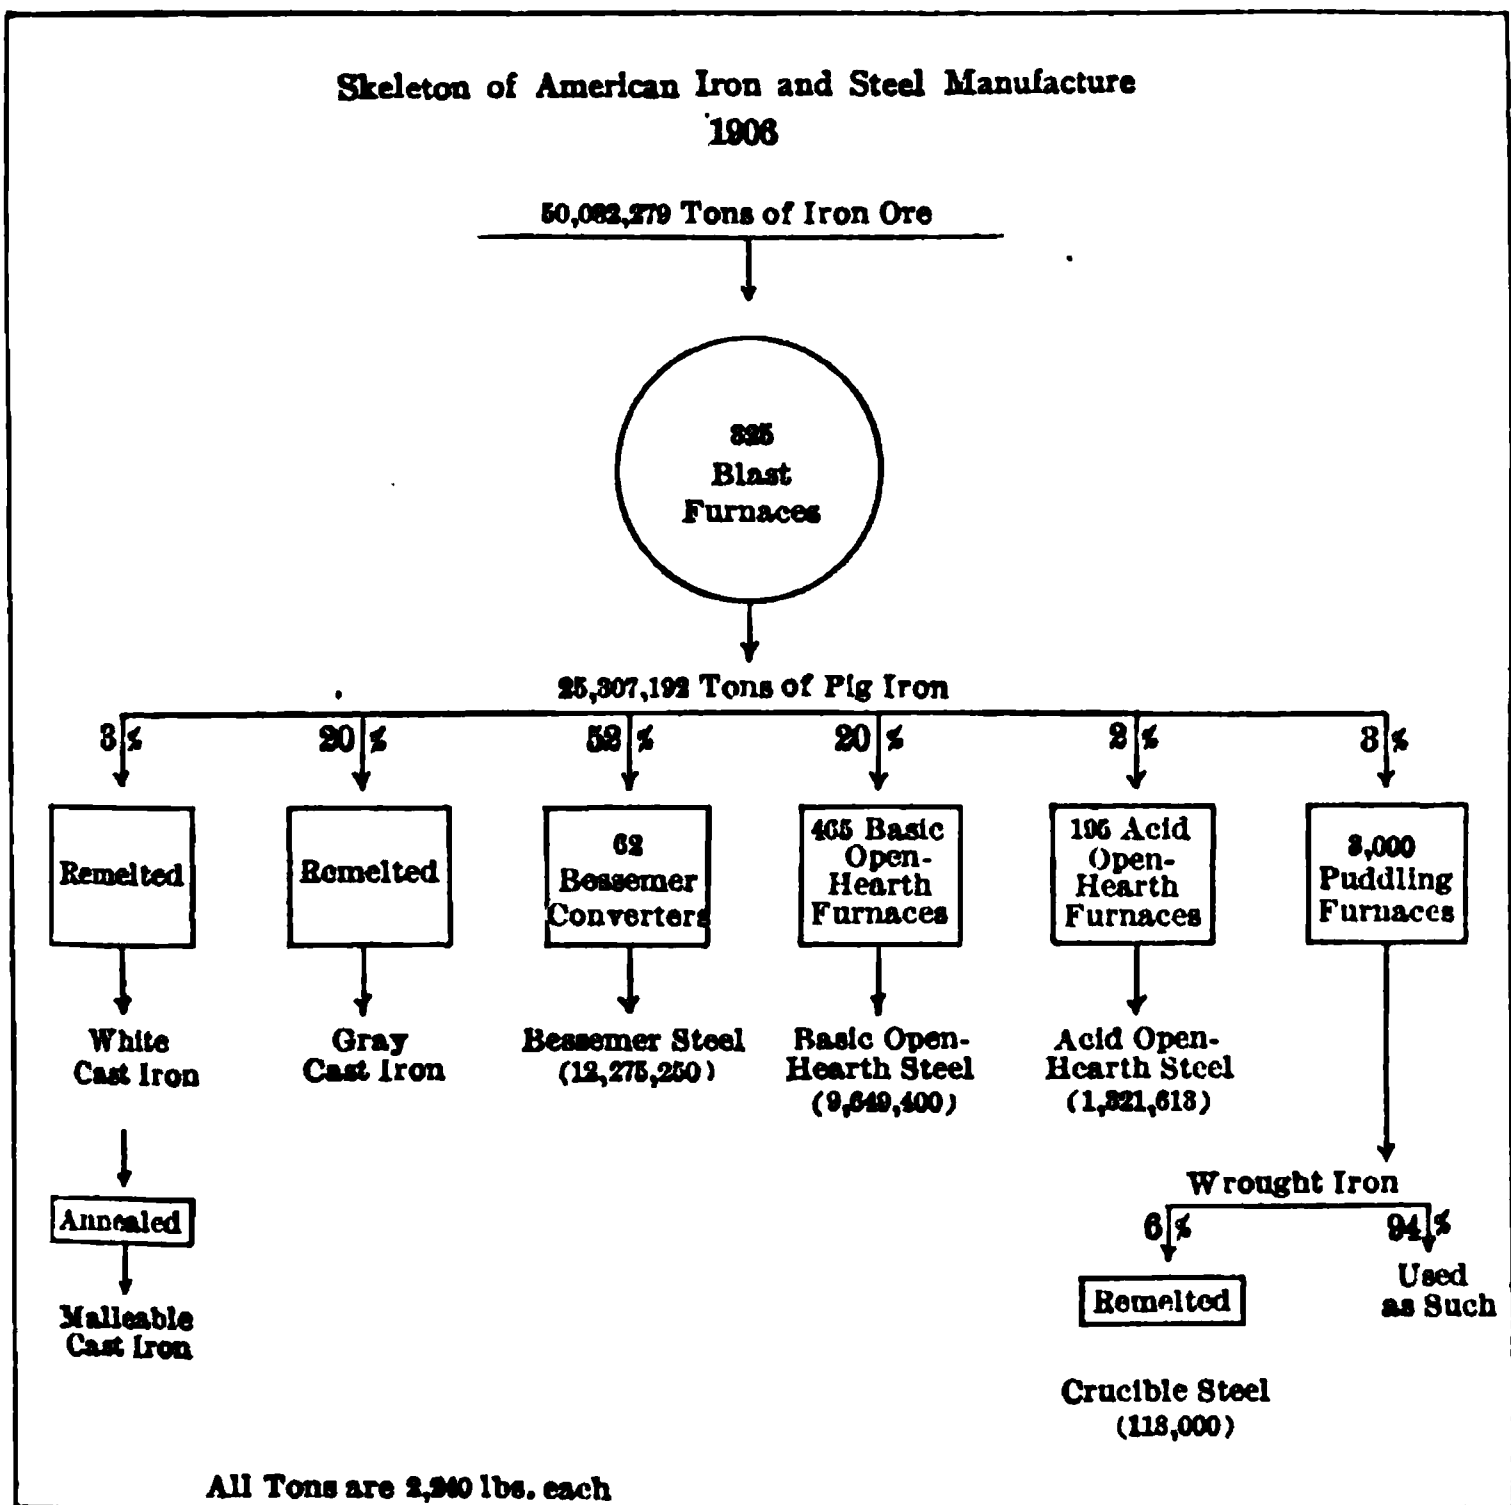 Skeleton of American Iron and Steel Manufacture
1906
50,082,279 Tons of Iron Ore
325
Blast
Furnaces
25,307,192 Tons of Pig Iron
3 %
20 %
52 %
20 %
2 %
3 %
Remelted
Remelted
62
Bessemer
Converters
465 Basic
Open-
Hearth
Furnaces
195 Acid
Open-
Hearth
Furnaces
3,000
Puddling
Furnaces
White
Cast Iron
Gray
Cast Iron
Bessemer Steel
(12,275,250)
Basic Open-
Hearth Steel
(9,649,400)
Acid Open-
Hearth Steel
(1,321,613)
Annealed
Malleable
Cast Iron
Wrought Iron
6 %
94 %
Remelted
Used
as Such
Crucible Steel
(118,000)
All Tons are 2,240 lbs. each